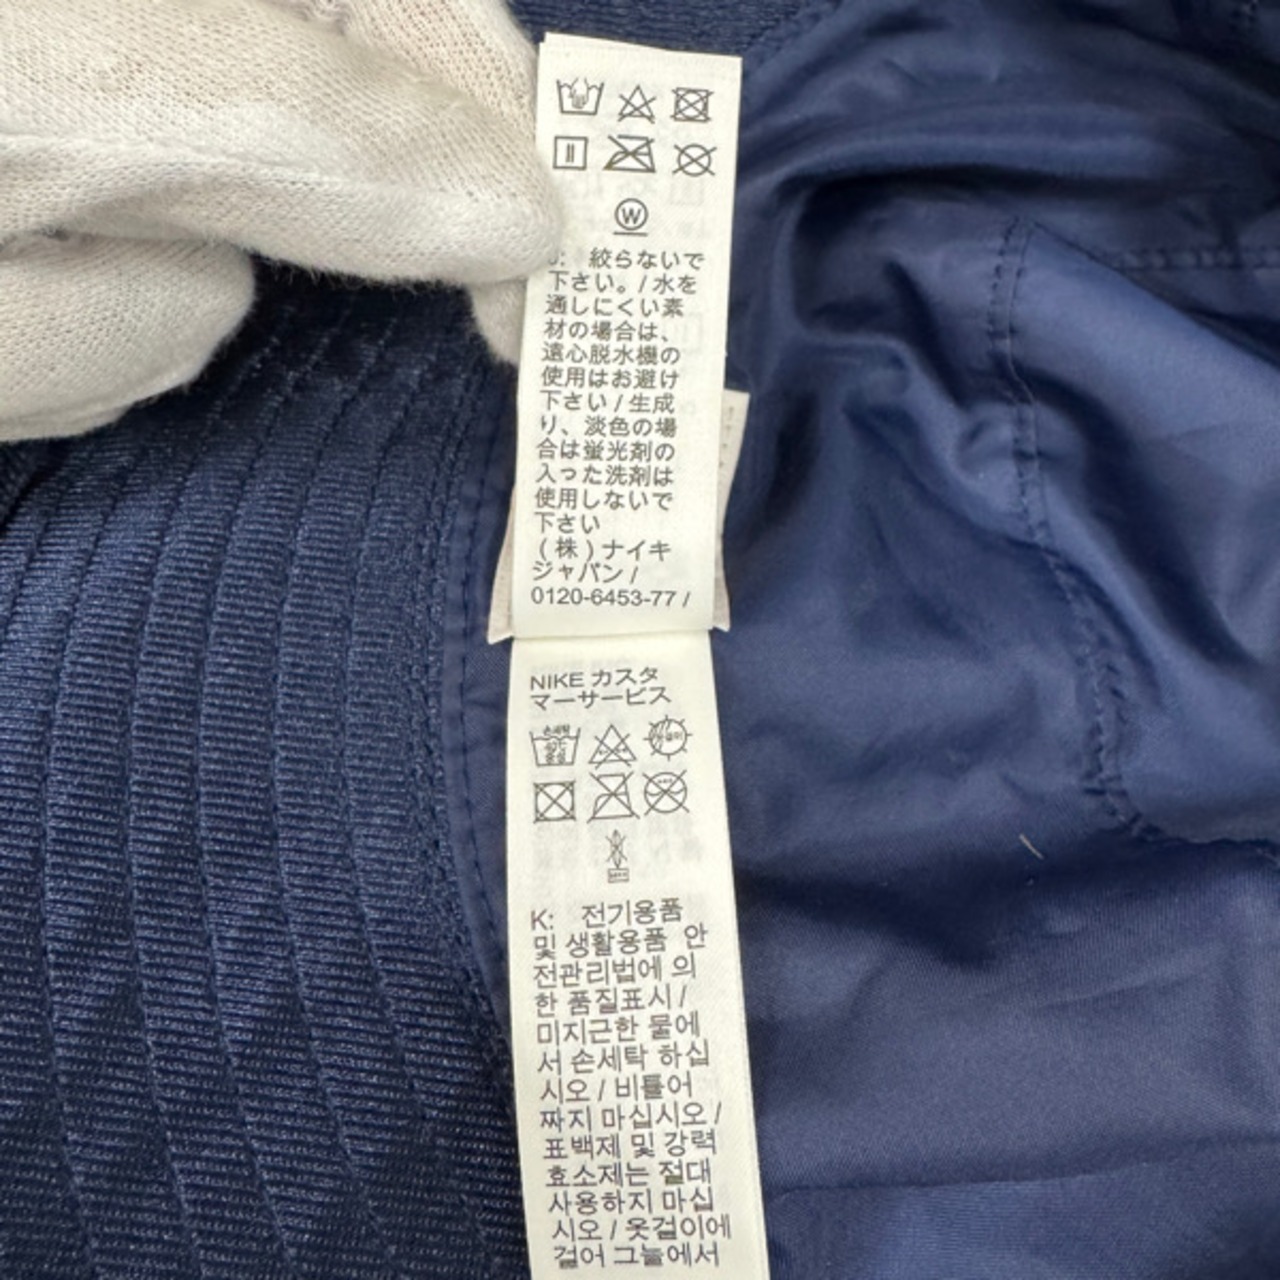 W
J: 絞らないで
下さい。/ 水を
通しにくい素
材の場合は、
遠心脱水機の
使用はお避け
下さい / 生成
り、淡色の場
合は蛍光剤の
入った洗剤は
使用しないで
下さい
(株) ナイキ
ジャパン /
0120-6453-77 /
NIKE カスタ
マーサービス
손세탁
중성
K: 전기용품
및 생활용품 안
전관리법에 의
한 품질표시 /
미지근한 물에
서 손세탁 하십
시오 / 비틀어
짜지 마십시오 /
표백제 및 강력
효소제는 절대
사용하지 마십
시오 / 옷걸이에
걸어 그늘에서